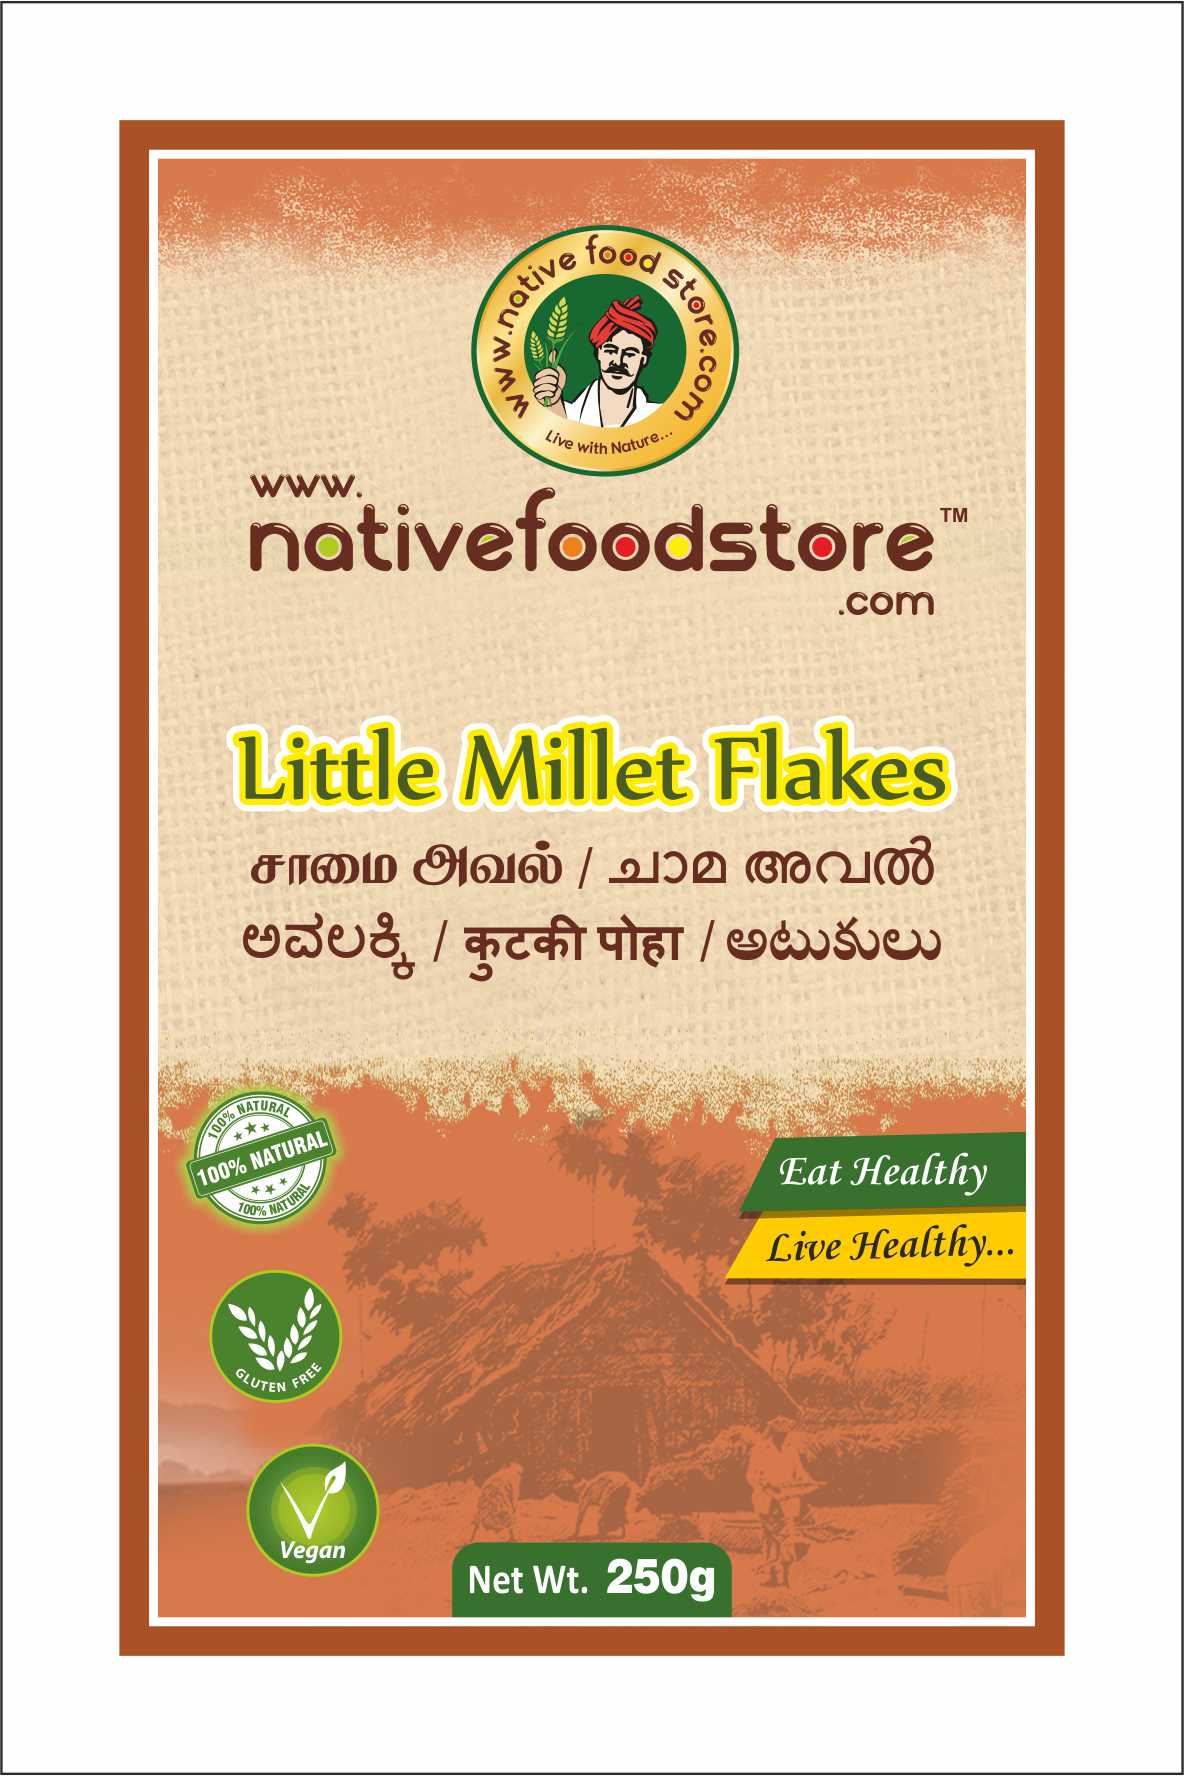 www.native food store.com
Live with Nature...
www.
nativefoodstore™
.com
Little Millet Flakes
சாமை அவல் / ചാമ അവൽ
ಅವಲಕ್ಕಿ / कुटकी पोहा / అటుకులు
100% NATURAL
100% NATURAL
100% NATURAL
Eat Healthy
Live Healthy...
GLUTEN FREE
Vegan
Net Wt. 250g